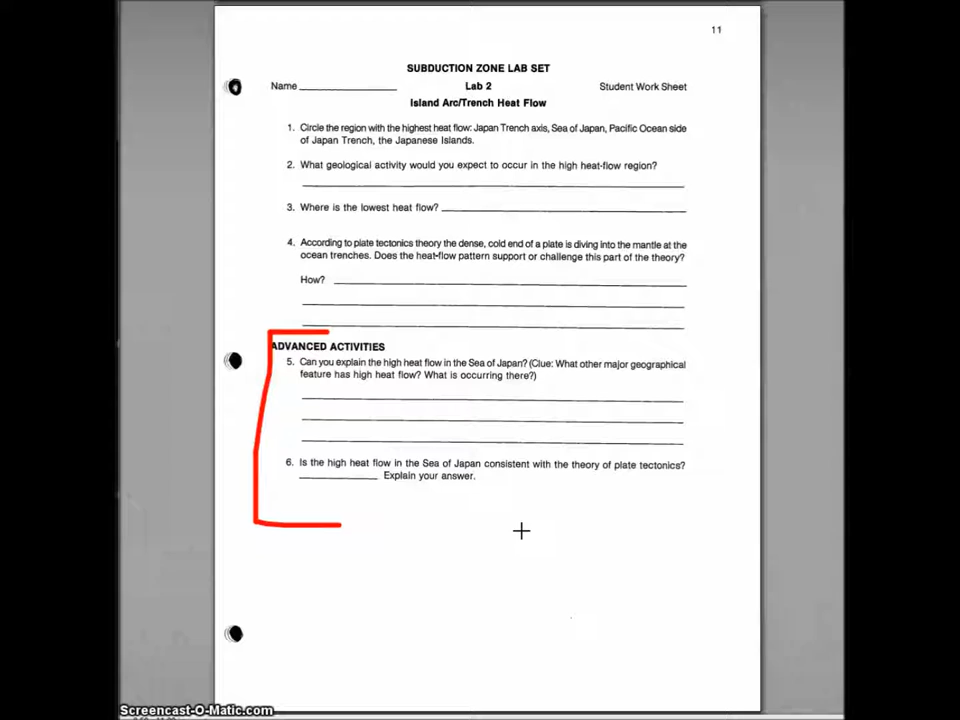 11
SUBDUCTION ZONE LAB SET
Name Lab 2 Student Work Sheet
Island Arc/Trench Heat Flow
1. Circle the region with the highest heat flow: Japan Trench axis, Sea of Japan, Pacific Ocean side
of Japan Trench, the Japanese Islands.
2. What geological activity would you expect to occur in the high heat-flow region?
3. Where is the lowest heat flow?
4. According to plate tectonics theory the dense, cold end of a plate is diving into the mantle at the
ocean trenches. Does the heat-flow pattern support or challenge this part of the theory?
How?
ADVANCED ACTIVITIES
5. Can you explain the high heat flow in the Sea of Japan? (Clue: What other major geographical
feature has high heat flow? What is occurring there?)
6. Is the high heat flow in the Sea of Japan consistent with the theory of plate tectonics?
Explain your answer.
Screencast-O-Matic.com